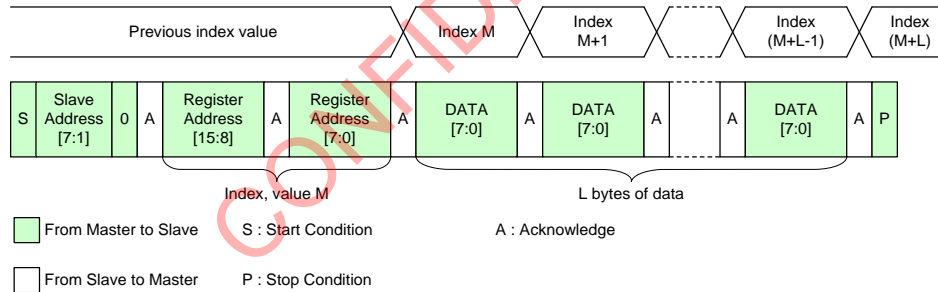 Previous index value
Index M
Index
M+1
Index
(M+L-1)
Index
(M+L)
S
Slave
Address
[7:1]
0
A
Register
Address
[15:8]
A
Register
Address
[7:0]
A
DATA
[7:0]
A
DATA
[7:0]
A
A
DATA
[7:0]
A
P
Index, value M
L bytes of data
From Master to Slave
S : Start Condition
A : Acknowledge
From Slave to Master
P : Stop Condition